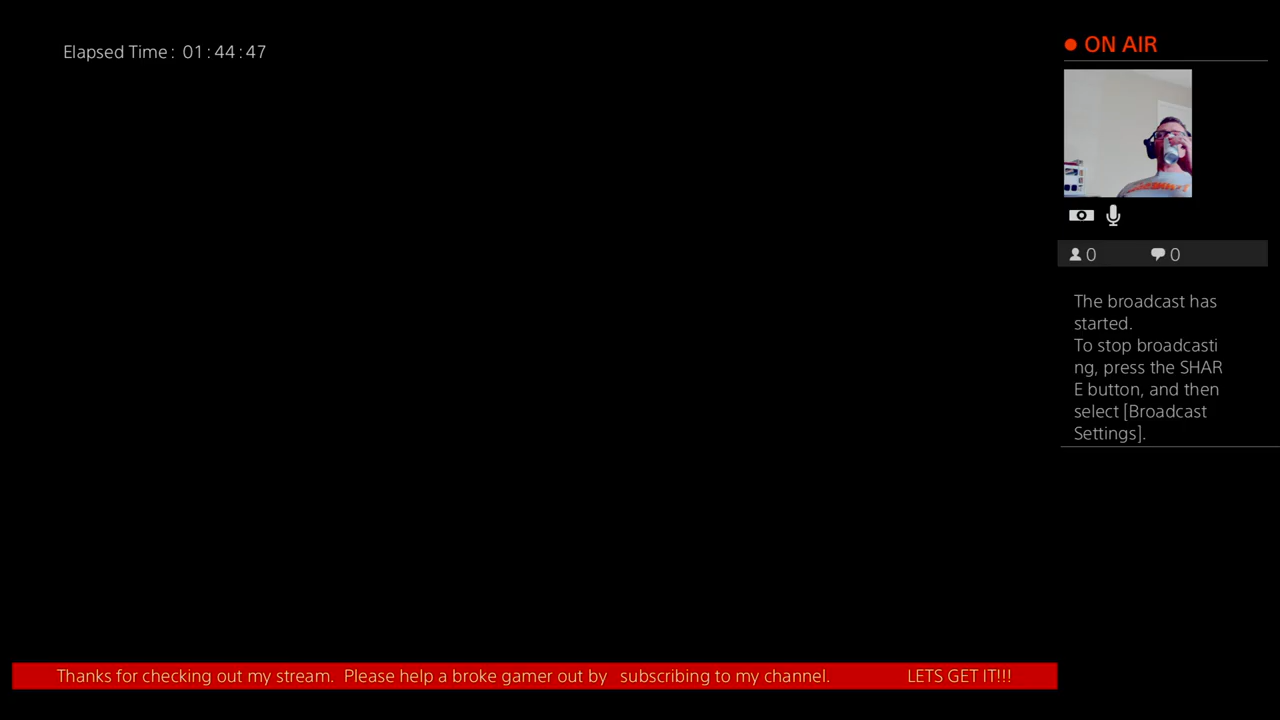 Elapsed Time: 01:44:47
ON AIR
0 0
The broadcast has
started.
To stop broadcasti
ng, press the SHAR
E button, and then
select [Broadcast
Settings].
Thanks for checking out my stream. Please help a broke gamer out by subscribing to my channel. LETS GET IT!!!